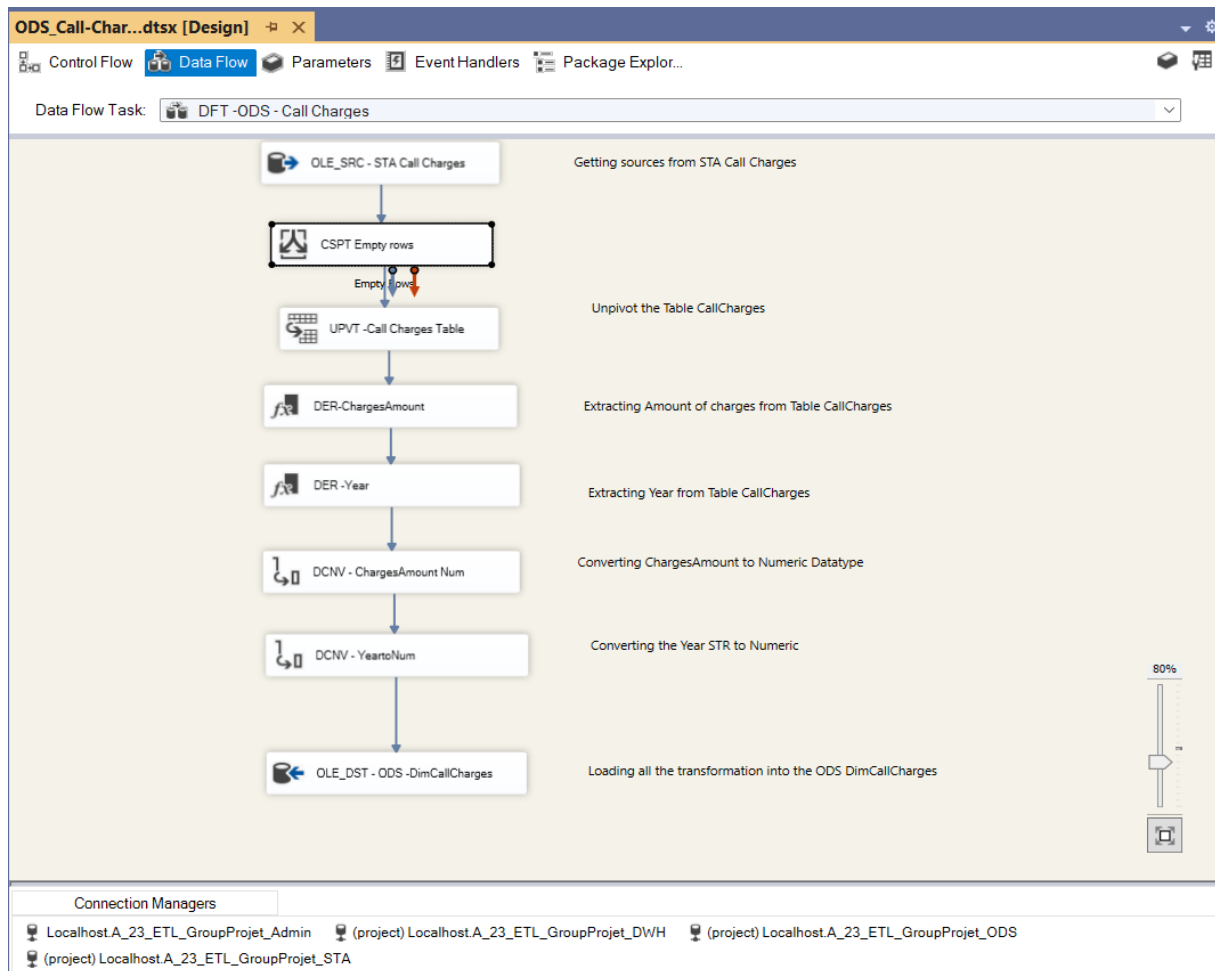 ODS_Call-Char...dtsx [Design]
Control Flow Data Flow Parameters Event Handlers Package Explor...
Data Flow Task: DFT -ODS - Call Charges
OLE_SRC - STA Call Charges Getting sources from STA Call Charges
CSPT Empty rows
Empty Rows
Unpivot the Table CallCharges
UPVT -Call Charges Table
DER-ChargesAmount Extracting Amount of charges from Table CallCharges
DER -Year
Extracting Year from Table CallCharges
Converting ChargesAmount to Numeric Datatype
DCNV - ChargesAmount Num
Converting the Year STR to Numeric
DCNV - YeartoNum
80%
OLE_DST - ODS -DimCallCharges Loading all the transformation into the ODS DimCallCharges
Connection Managers
Localhost.A_23_ETL_GroupProjet_Admin (project) Localhost.A_23_ETL_GroupProjet_DWH (project) Localhost.A_23_ETL_GroupProjet_ODS
(project) Localhost.A_23_ETL_GroupProjet_STA